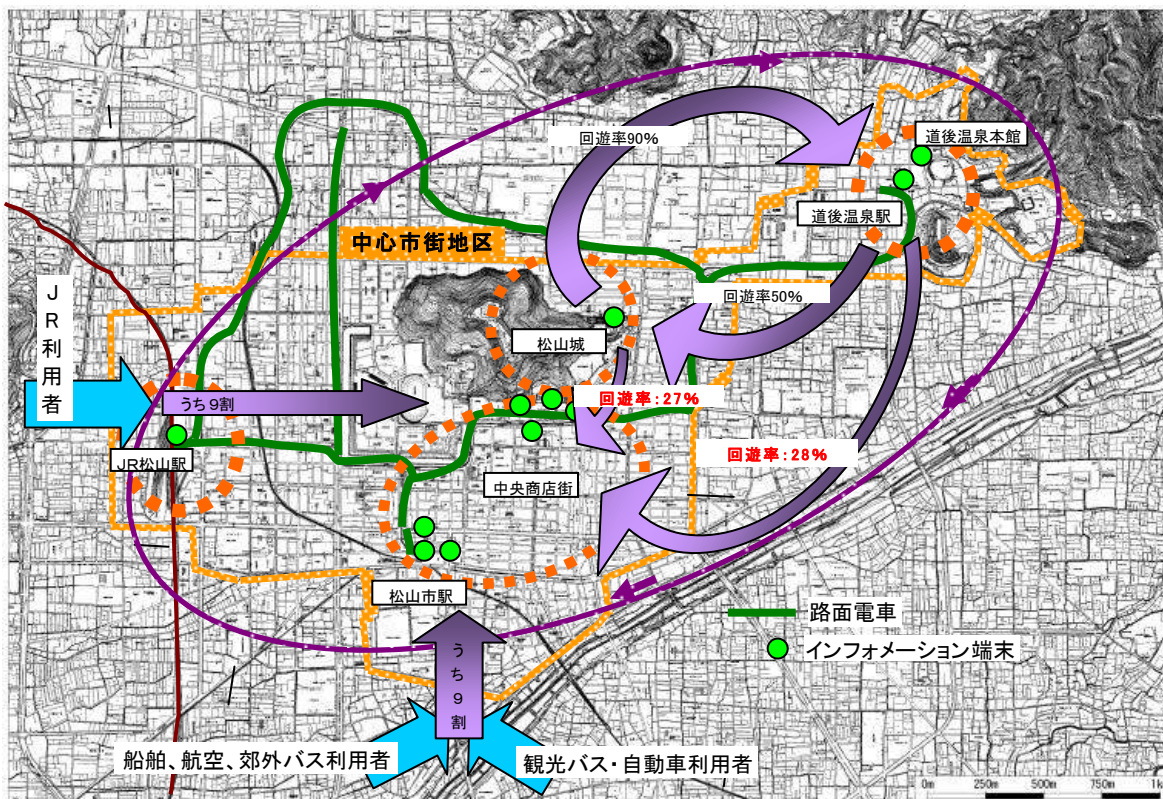 回遊率90%
道後温泉本館
道後温泉駅
中心市街地区
回遊率50%
JR利用者
松山城
うち9割
回遊率:27%
回遊率:28%
JR松山駅
中央商店街
松山市駅
路面電車
インフォメーション端末
うち9割
船舶、航空、郊外バス利用者
観光バス・自動車利用者
0m 250m 500m 750m 1k